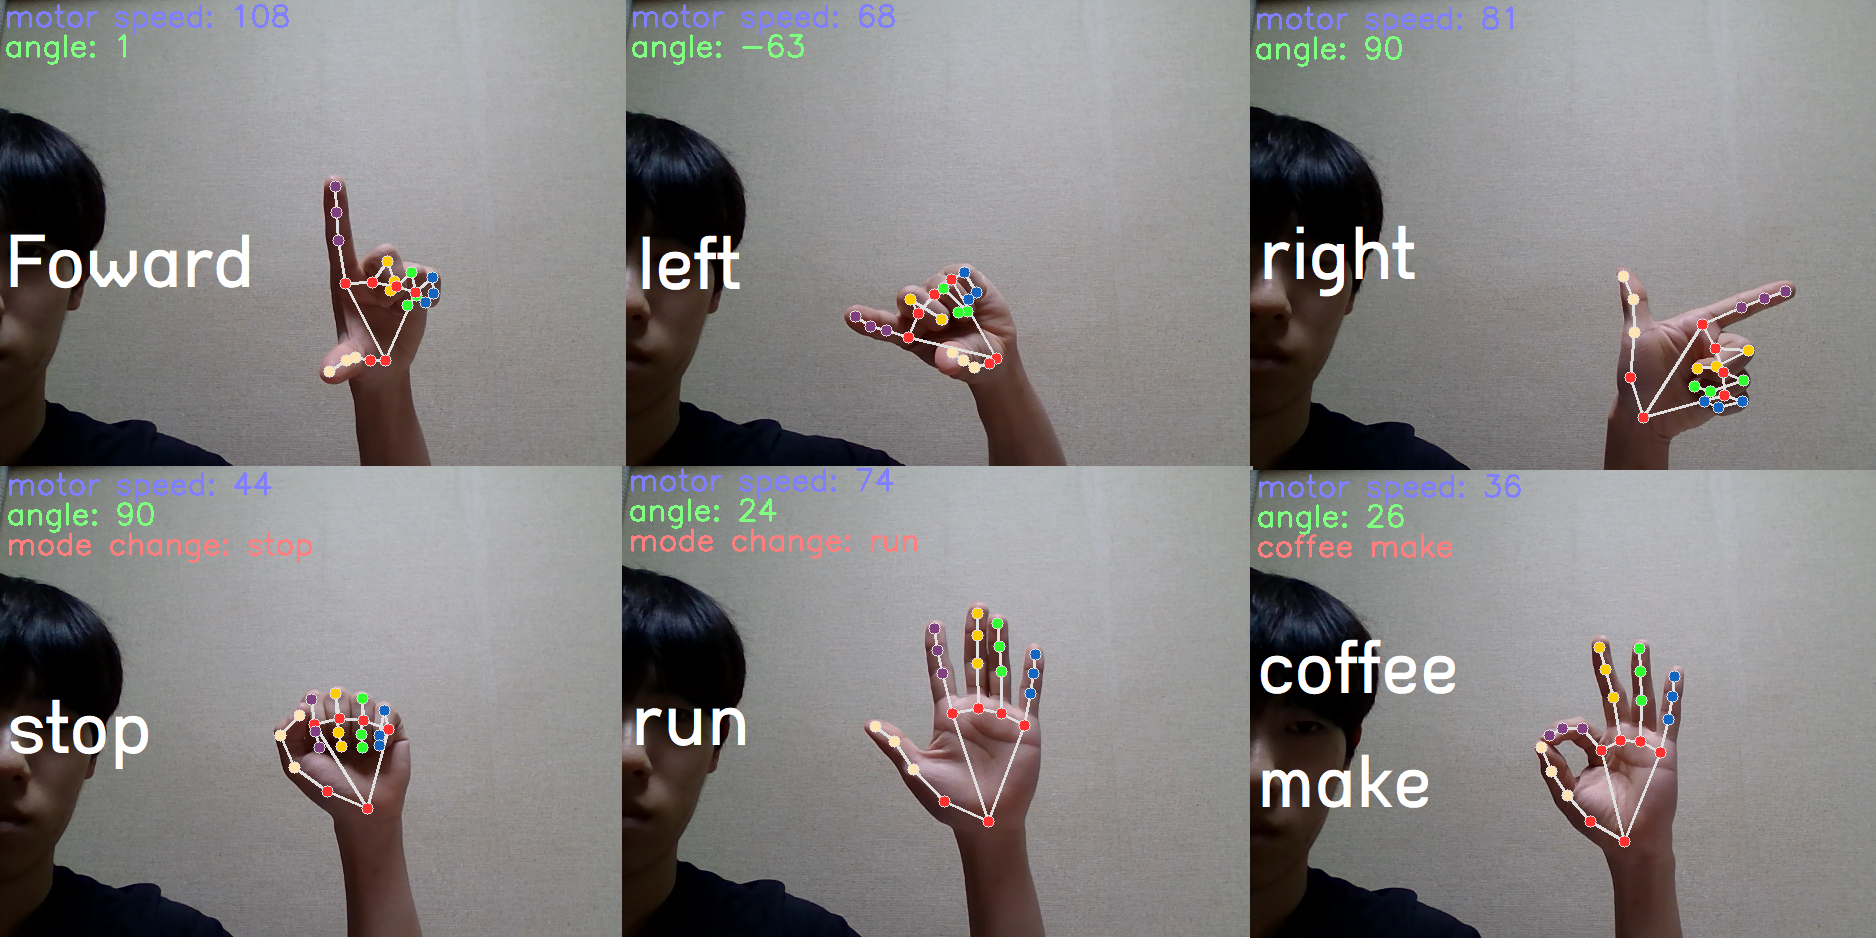 motor speed: 108
angle: 1
Foward
motor speed: 68
angle: -63
left
motor speed: 81
angle: 90
right
motor speed: 44
angle: 90
mode change: stop
stop
motor speed: 74
angle: 24
mode change: run
run
motor speed: 36
angle: 26
coffee make
coffee
make